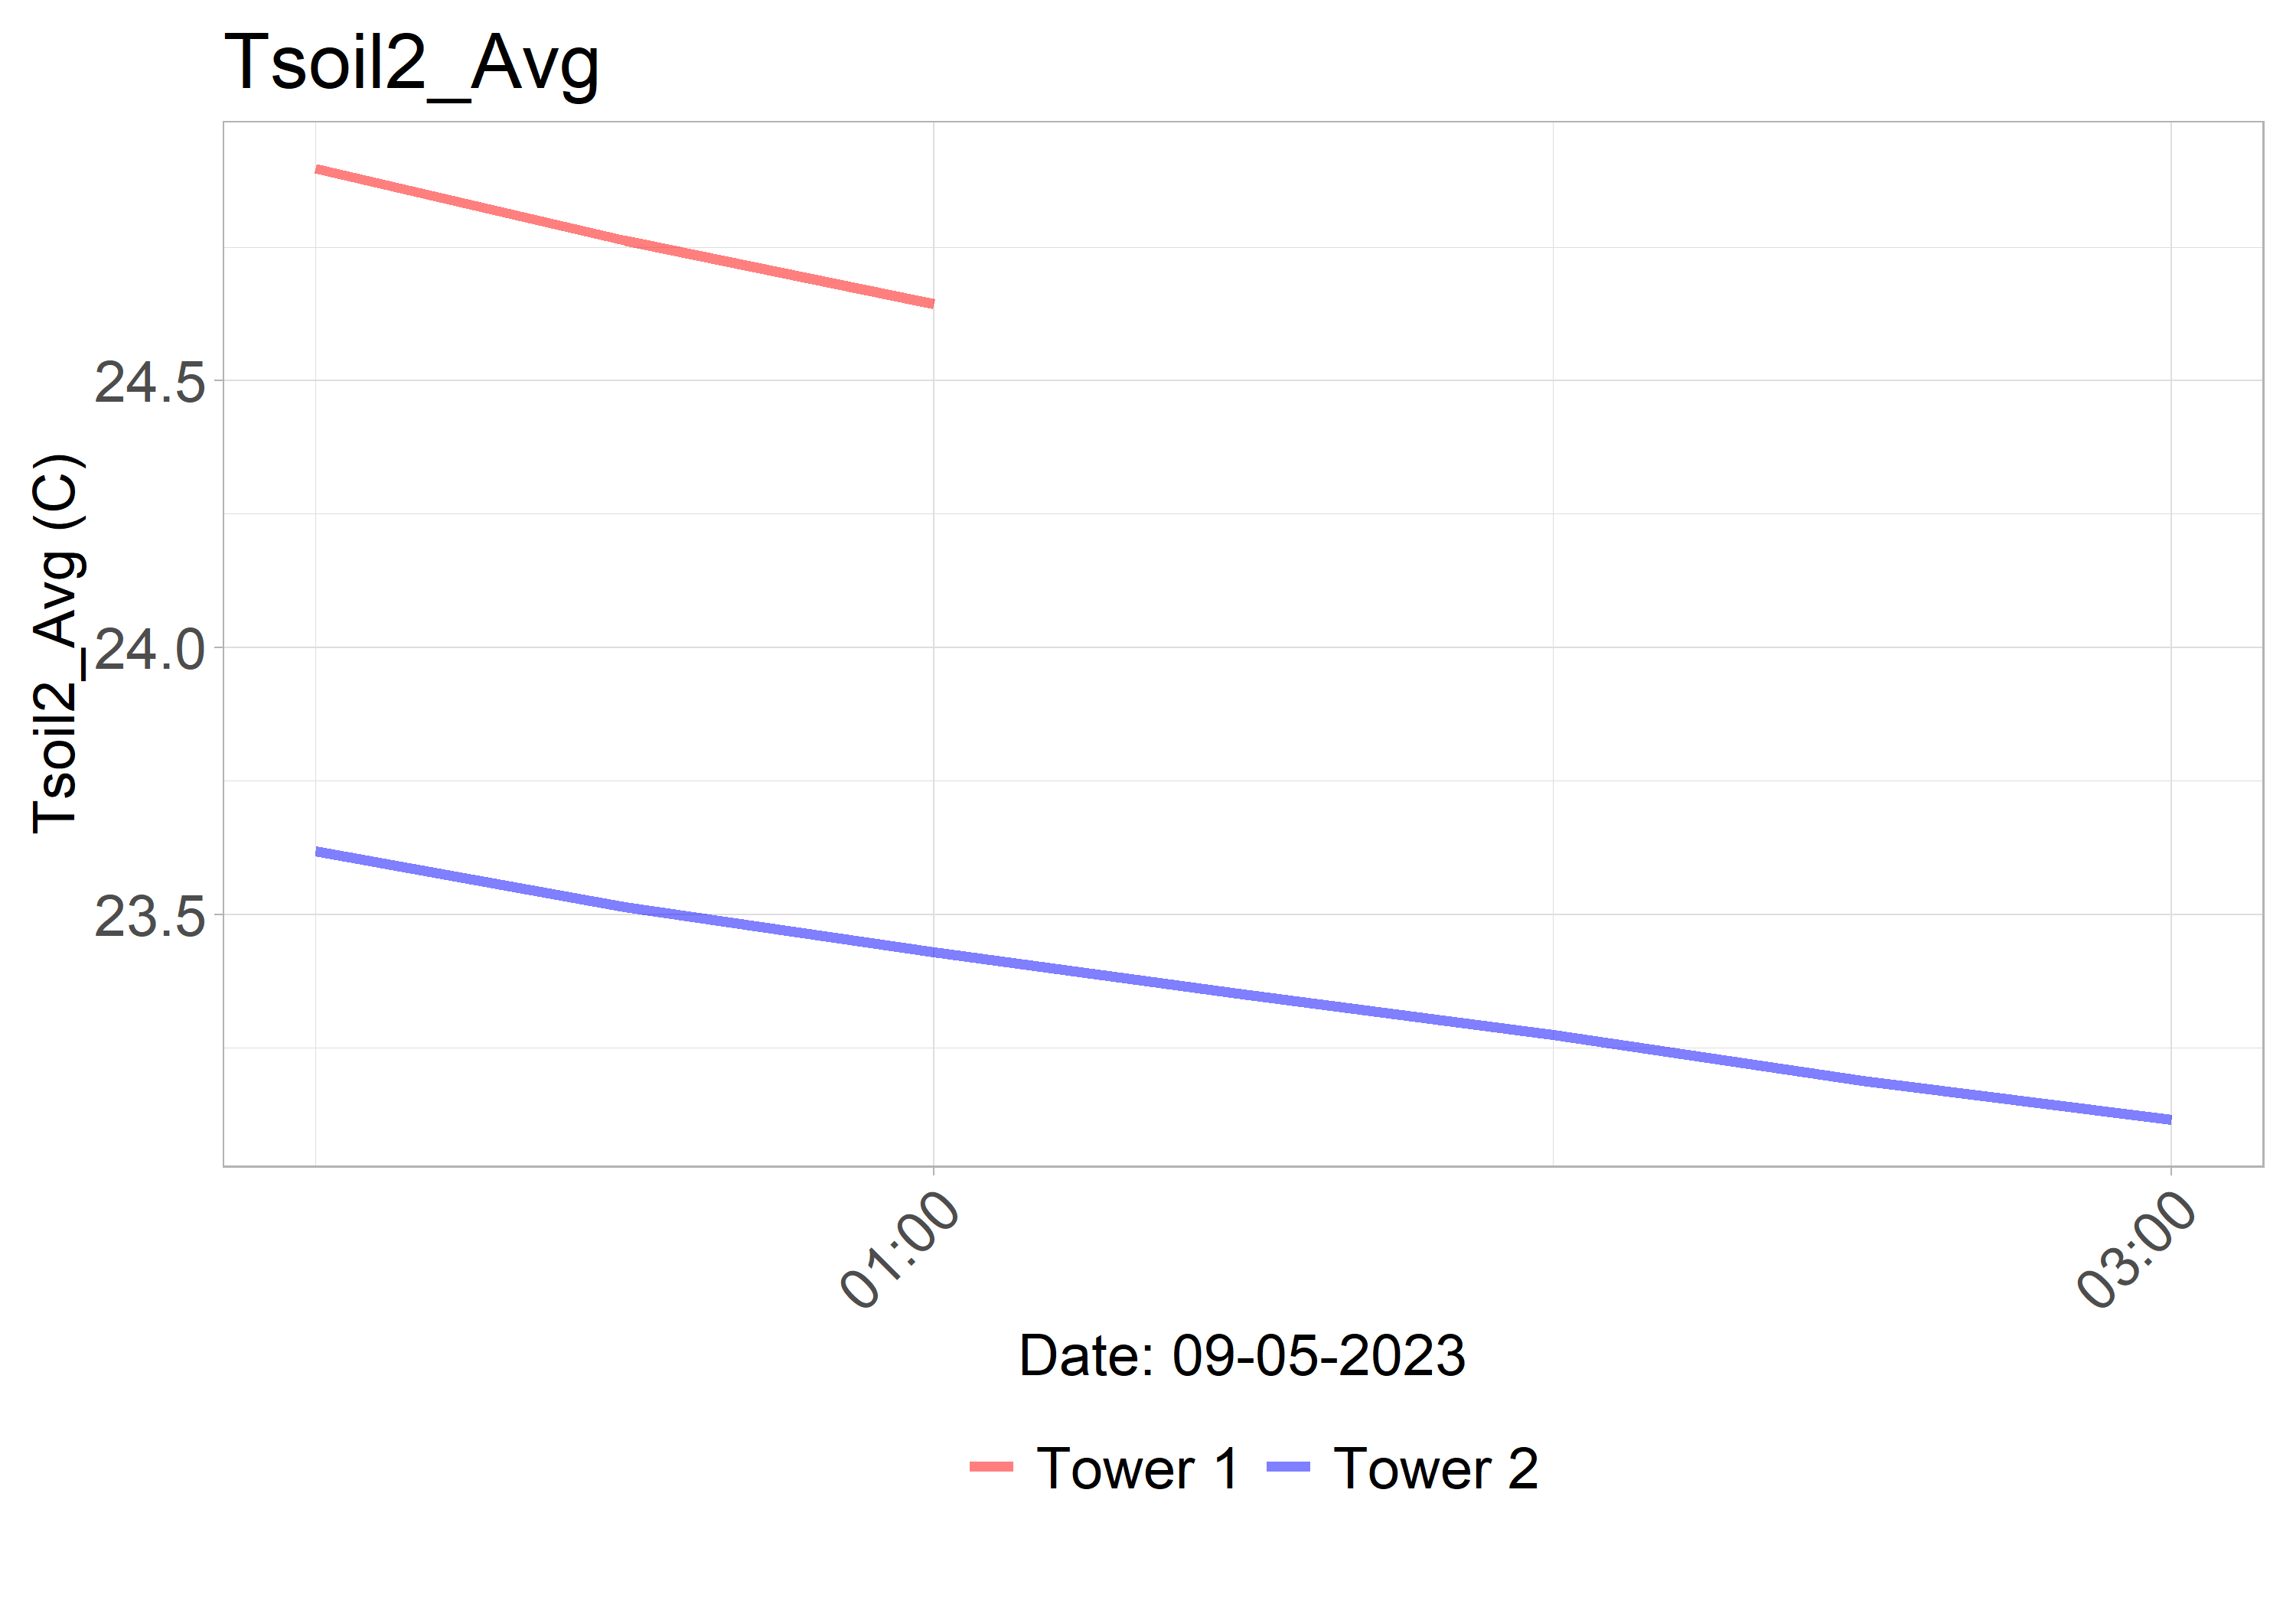 Tsoil2_Avg
Tsoil2_Avg (C)
24.5
24.0
23.5
01:00
03:00
Date: 09-05-2023
Tower 1
Tower 2